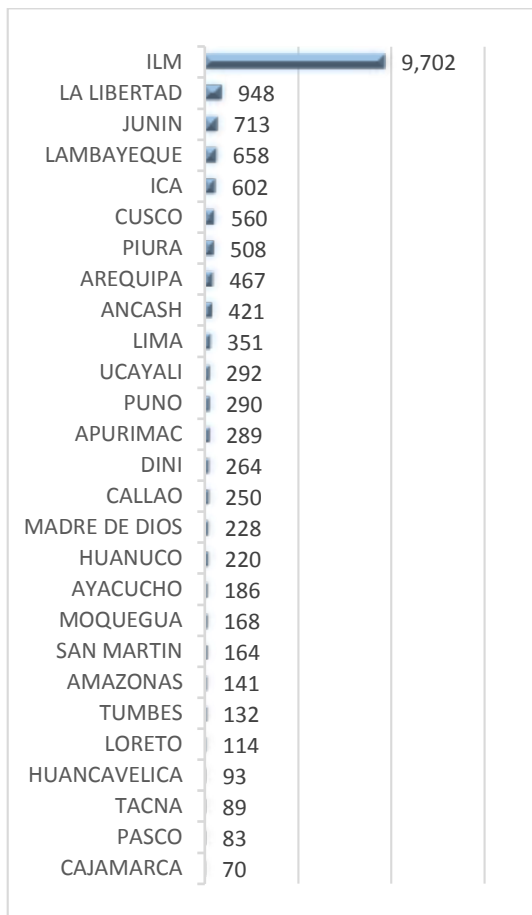 ILM 9,702
LA LIBERTAD 948
JUNIN 713
LAMBAYEQUE 658
ICA 602
CUSCO 560
PIURA 508
AREQUIPA 467
ANCASH 421
LIMA 351
UCAYALI 292
PUNO 290
APURIMAC 289
DINI 264
CALLAO 250
MADRE DE DIOS 228
HUANUCO 220
AYACUCHO 186
MOQUEGUA 168
SAN MARTIN 164
AMAZONAS 141
TUMBES 132
LORETO 114
HUANCAVELICA 93
TACNA 89
PASCO 83
CAJAMARCA 70